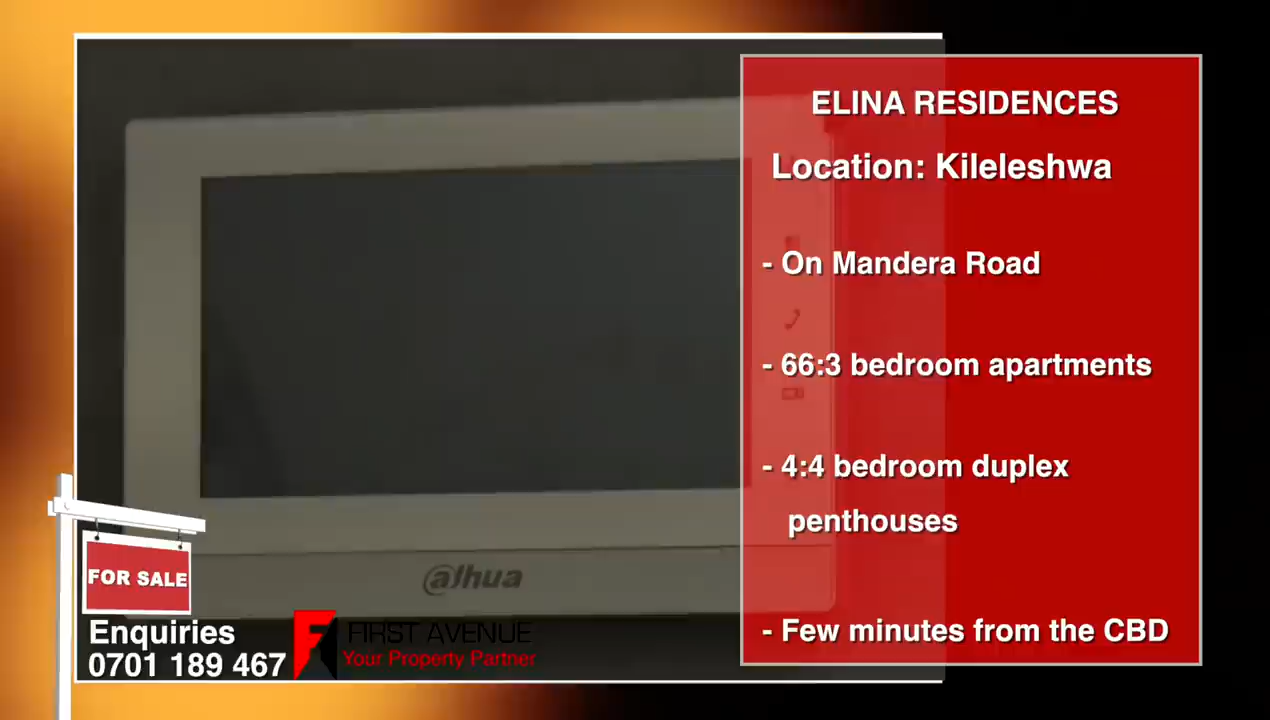 ELINA RESIDENCES
Location: Kileleshwa
- On Mandera Road
- 66:3 bedroom apartments
- 4:4 bedroom duplex
penthouses
- Few minutes from the CBD
alhua
FOR SALE
Enquiries
0701 189 467
FIRST AVENUE
Your Property Partner